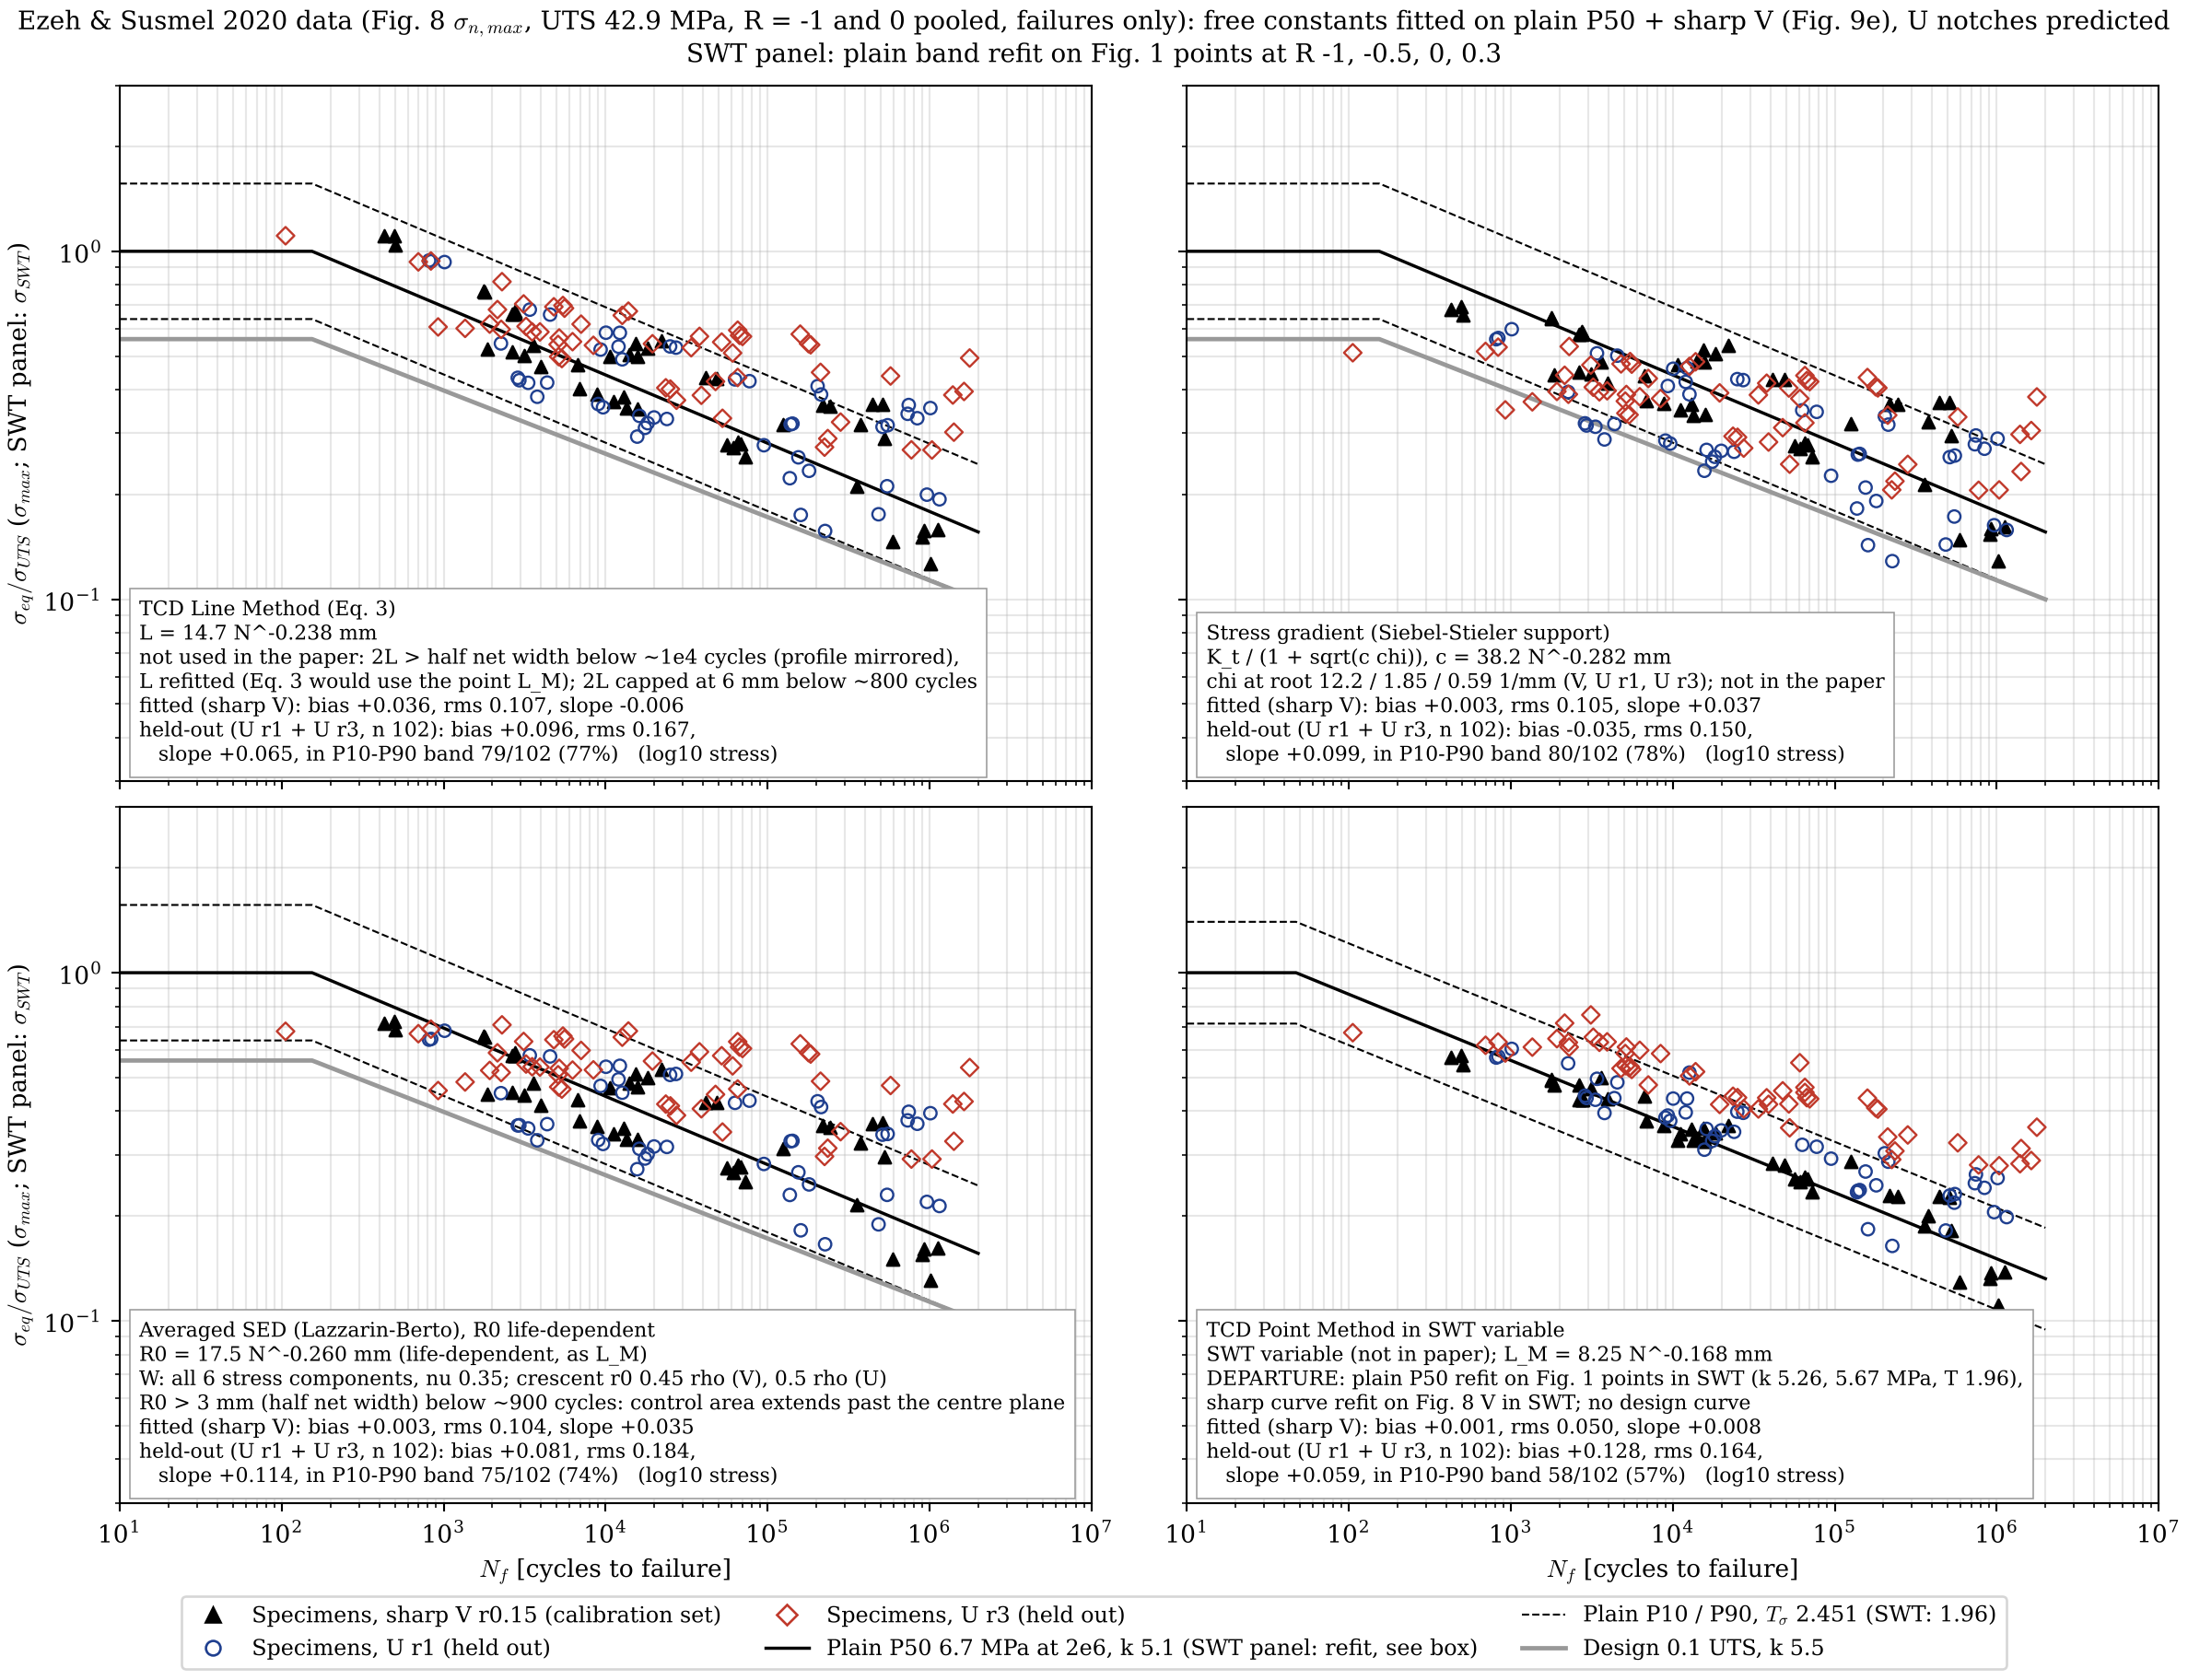 Ezeh & Susmel 2020 data (Fig. 8 σn,max, UTS 42.9 MPa, R = -1 and 0 pooled, failures only): free constants fitted on plain P50 + sharp V (Fig. 9e), U notches predicted
SWT panel: plain band refit on Fig. 1 points at R -1, -0.5, 0, 0.3
σeq/σUTS (σmax; SWT panel: σSWT)
10^0
10^-1
TCD Line Method (Eq. 3)
L = 14.7 N^-0.238 mm
not used in the paper: 2L > half net width below ~1e4 cycles (profile mirrored),
L refitted (Eq. 3 would use the point L_M); 2L capped at 6 mm below ~800 cycles
fitted (sharp V): bias +0.036, rms 0.107, slope -0.006
held-out (U r1 + U r3, n 102): bias +0.096, rms 0.167,
slope +0.065, in P10-P90 band 79/102 (77%) (log10 stress)
Stress gradient (Siebel-Stieler support)
K_t / (1 + sqrt(c chi)), c = 38.2 N^-0.282 mm
chi at root 12.2 / 1.85 / 0.59 1/mm (V, U r1, U r3); not in the paper
fitted (sharp V): bias +0.003, rms 0.105, slope +0.037
held-out (U r1 + U r3, n 102): bias -0.035, rms 0.150,
slope +0.099, in P10-P90 band 80/102 (78%) (log10 stress)
σeq/σUTS (σmax; SWT panel: σSWT)
10^0
10^-1
Averaged SED (Lazzarin-Berto), R0 life-dependent
R0 = 17.5 N^-0.260 mm (life-dependent, as L_M)
W: all 6 stress components, nu 0.35; crescent r0 0.45 rho (V), 0.5 rho (U)
R0 > 3 mm (half net width) below ~900 cycles: control area extends past the centre plane
fitted (sharp V): bias +0.003, rms 0.104, slope +0.035
held-out (U r1 + U r3, n 102): bias +0.081, rms 0.184,
slope +0.114, in P10-P90 band 75/102 (74%) (log10 stress)
TCD Point Method in SWT variable
SWT variable (not in paper); L_M = 8.25 N^-0.168 mm
DEPARTURE: plain P50 refit on Fig. 1 points in SWT (k 5.26, 5.67 MPa, T 1.96),
sharp curve refit on Fig. 8 V in SWT; no design curve
fitted (sharp V): bias +0.001, rms 0.050, slope +0.008
held-out (U r1 + U r3, n 102): bias +0.128, rms 0.164,
slope +0.059, in P10-P90 band 58/102 (57%) (log10 stress)
10^1 10^2 10^3 10^4 10^5 10^6 10^7
10^1 10^2 10^3 10^4 10^5 10^6 10^7
Nf [cycles to failure]
Nf [cycles to failure]
Specimens, sharp V r0.15 (calibration set)
Specimens, U r1 (held out)
Specimens, U r3 (held out)
Plain P50 6.7 MPa at 2e6, k 5.1 (SWT panel: refit, see box)
Plain P10 / P90, Tσ 2.451 (SWT: 1.96)
Design 0.1 UTS, k 5.5